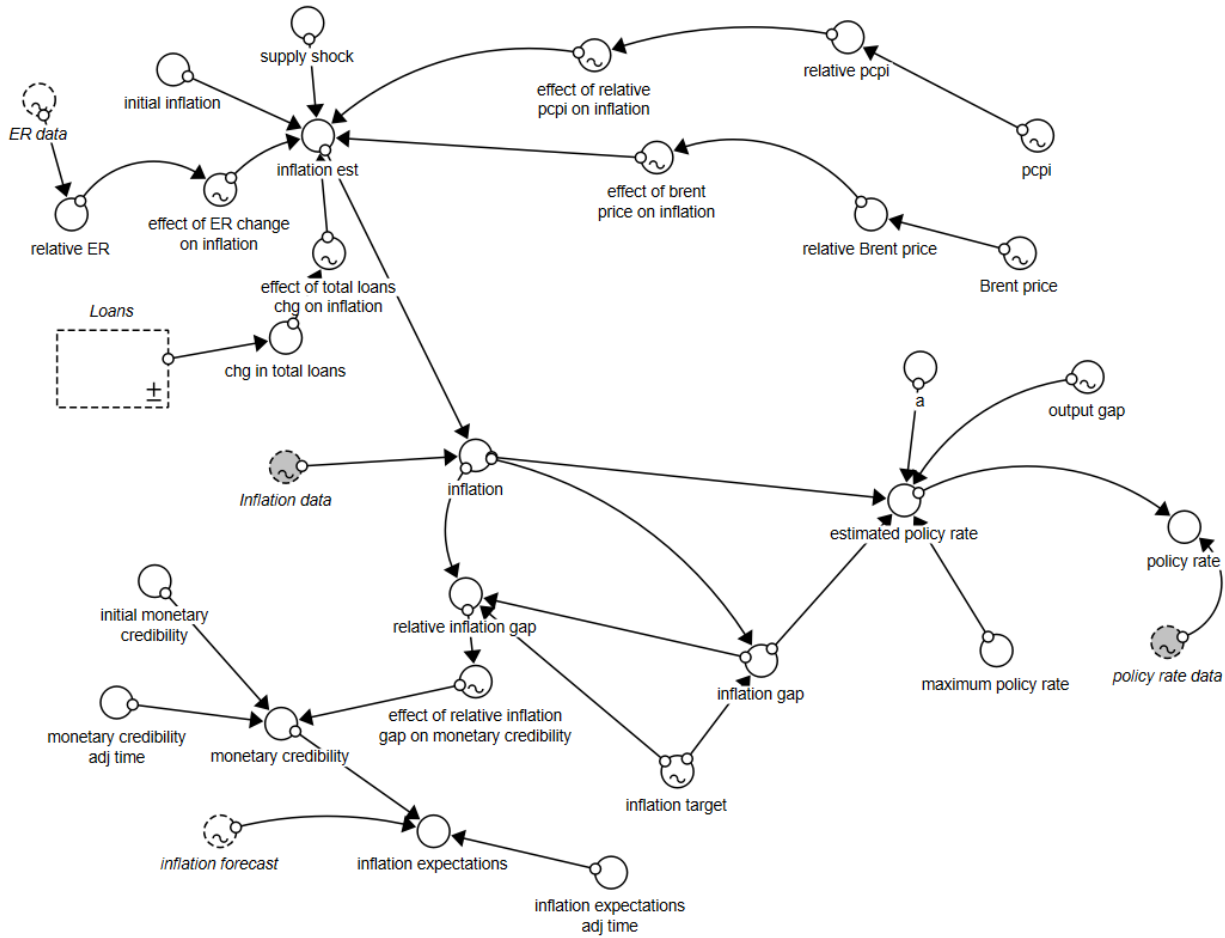 supply shock
initial inflation
effect of relative
pcpi on inflation
relative pcpi
ER data
inflation est
pcpi
effect of brent
price on inflation
effect of ER change
on inflation
relative ER
relative Brent price
Brent price
effect of total loans
chg on inflation
Loans
chg in total loans
a
output gap
Inflation data
inflation
estimated policy rate
policy rate
initial monetary
credibility
relative inflation gap
inflation gap
maximum policy rate
policy rate data
effect of relative inflation
gap on monetary credibility
monetary credibility
adj time
monetary credibility
inflation target
inflation forecast
inflation expectations
inflation expectations
adj time